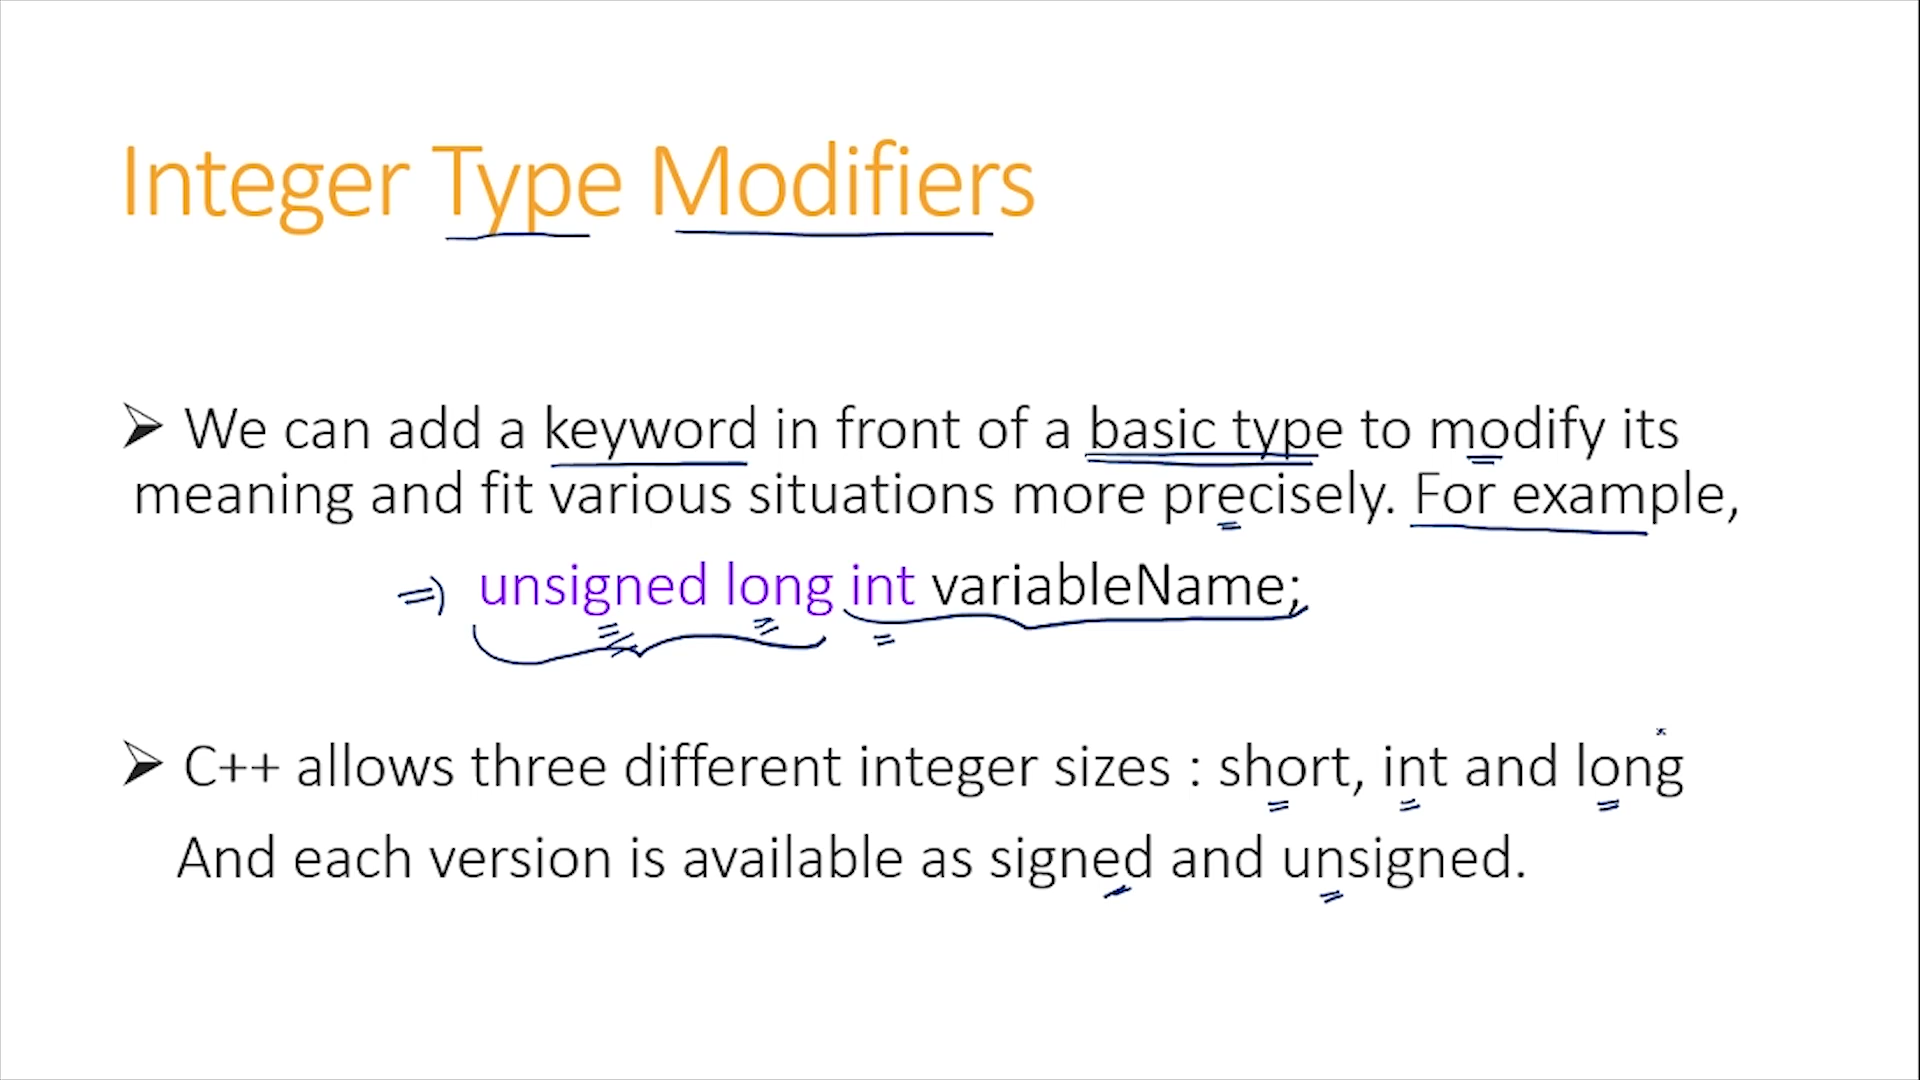 Integer Type Modifiers
➢ We can add a keyword in front of a basic type to modify its
meaning and fit various situations more precisely. For example,
=) unsigned long int variableName;
➢ C++ allows three different integer sizes : short, int and long
And each version is available as signed and unsigned.